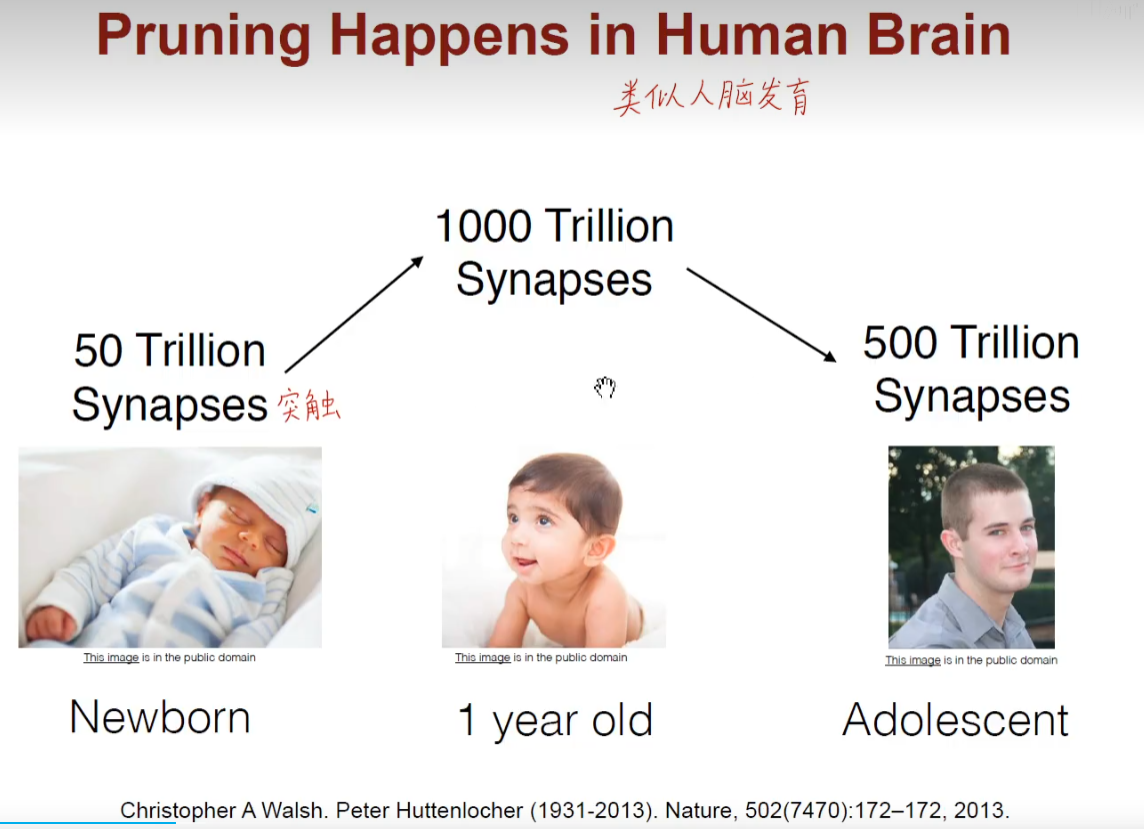 Pruning Happens in Human Brain
类似人脑发育
1000 Trillion
Synapses
50 Trillion
Synapses 突触
500 Trillion
Synapses
This image is in the public domain
This image is in the public domain
This image is in the public domain
Newborn
1 year old
Adolescent
Christopher A Walsh. Peter Huttenlocher (1931-2013). Nature, 502(7470):172–172, 2013.